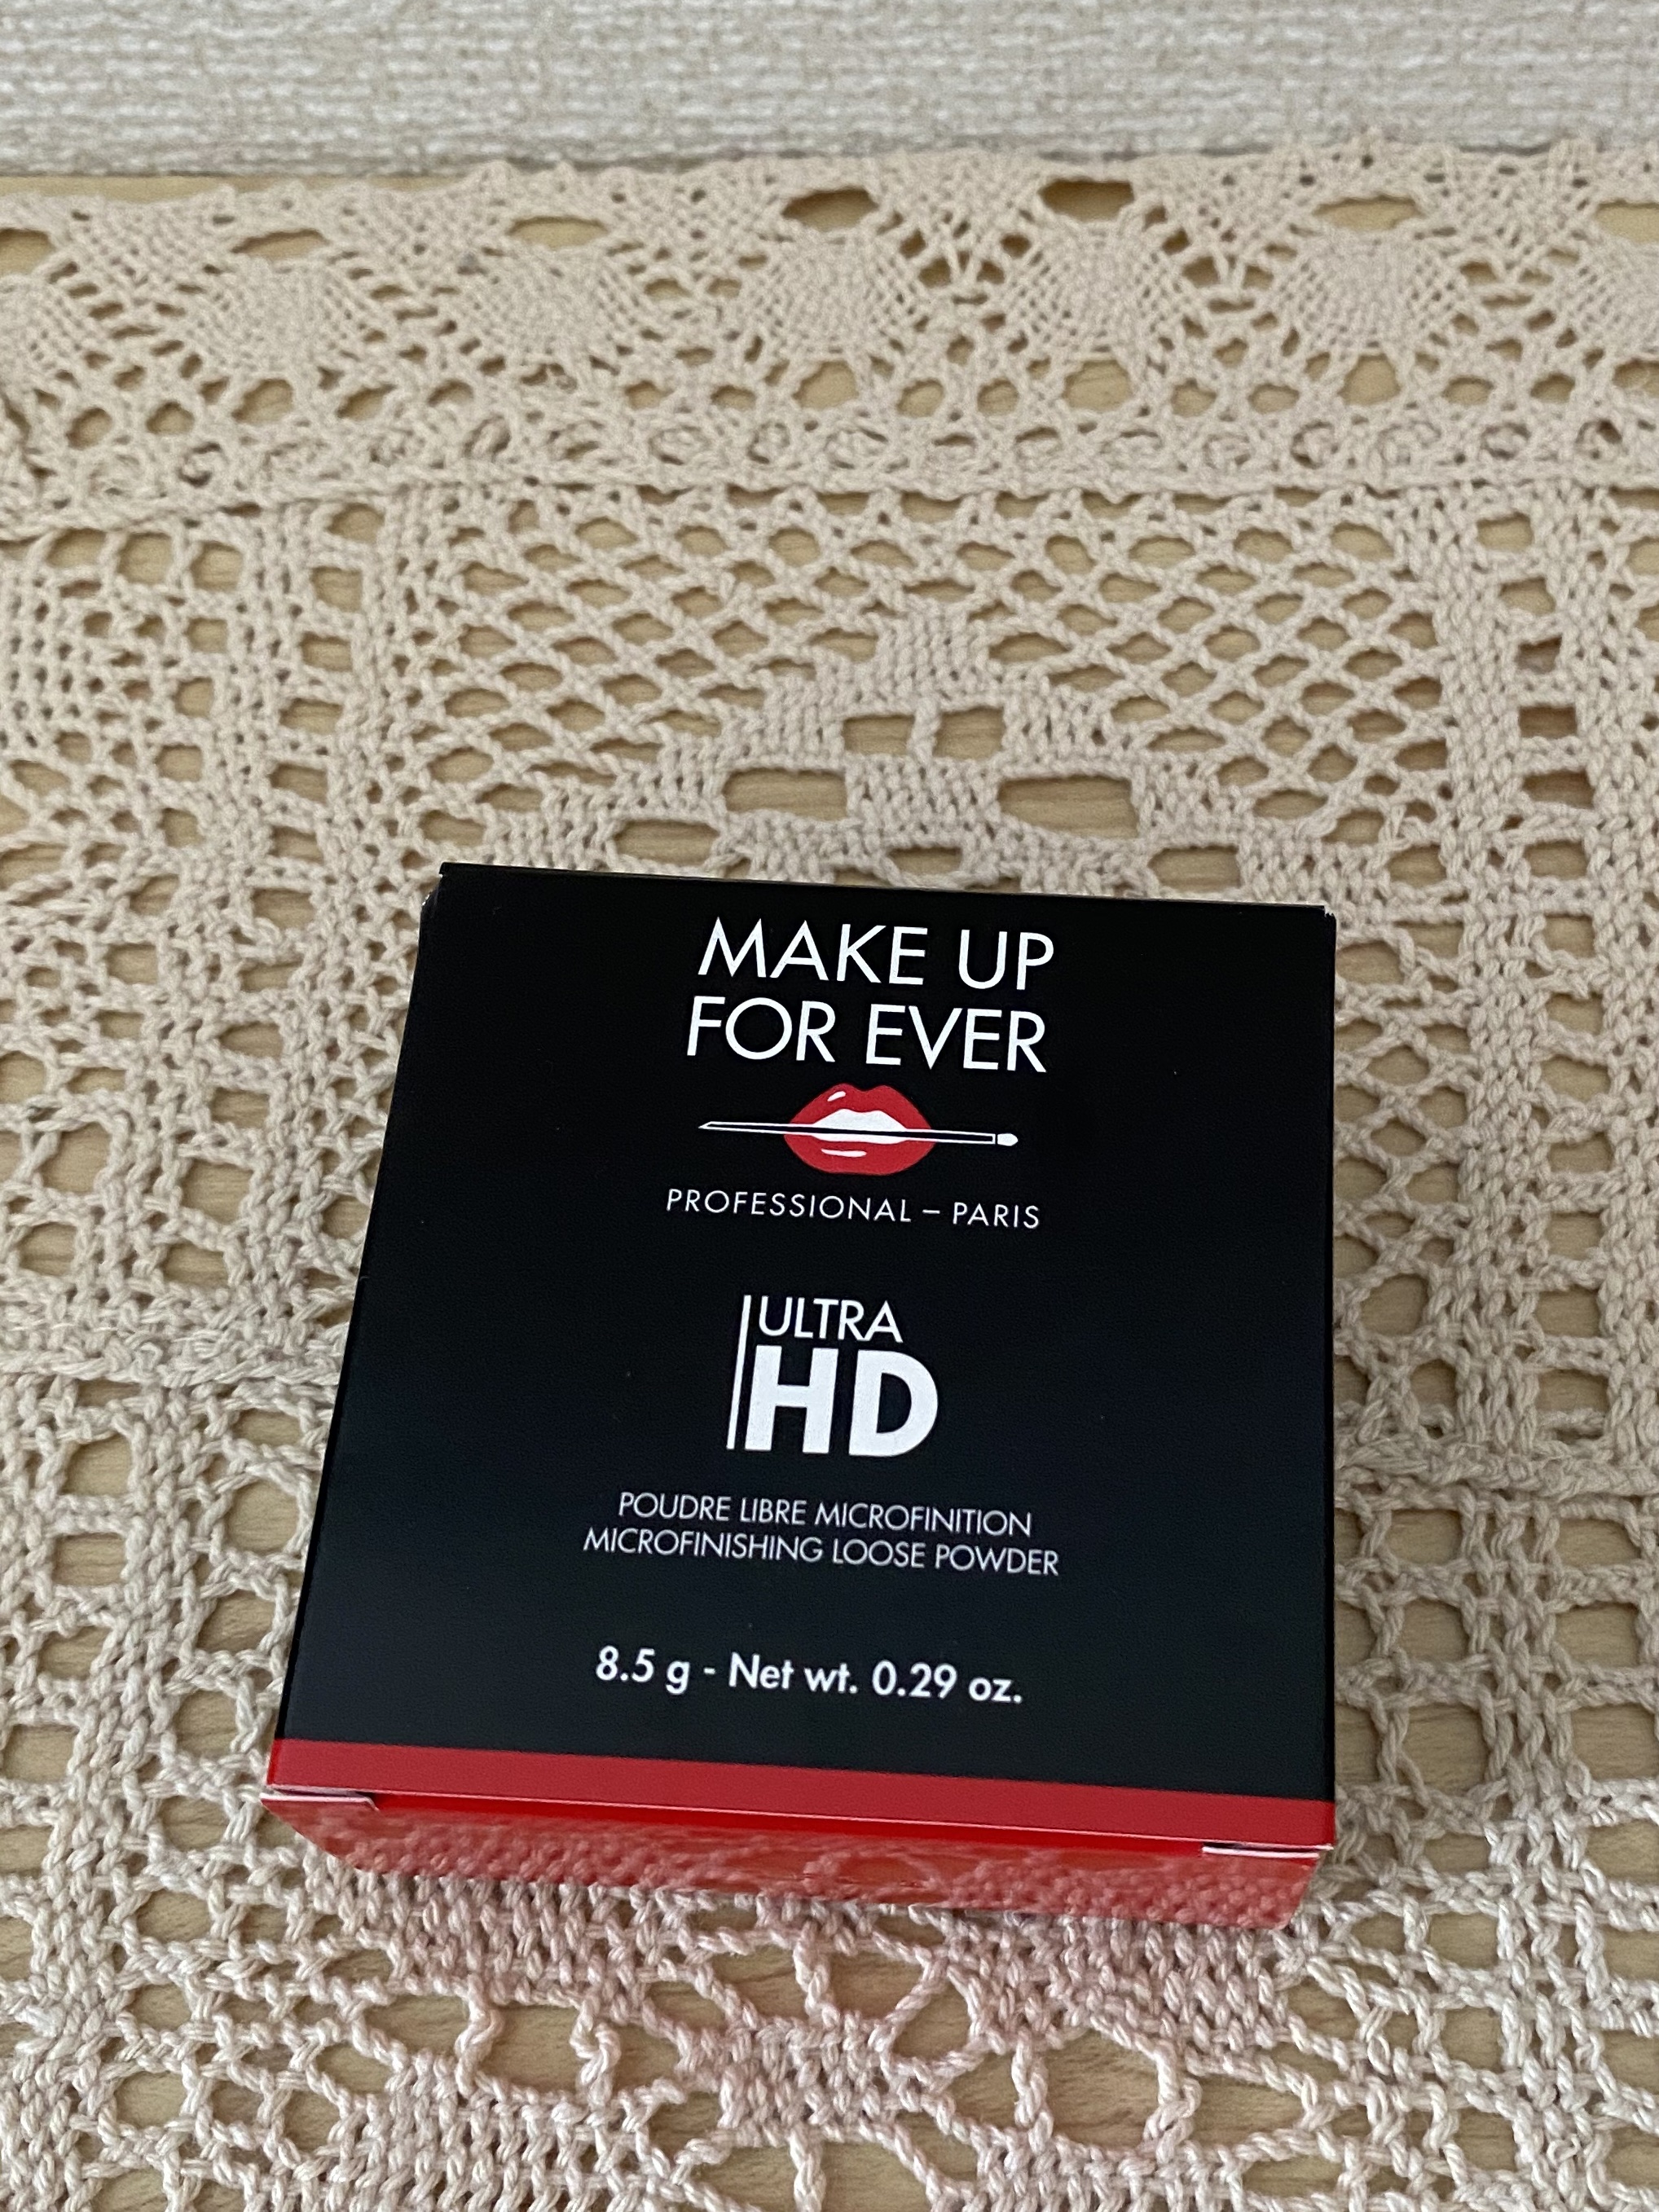 MAKE UP
FOR EVER
PROFESSIONAL – PARIS
ULTRA
HD
POUDRE LIBRE MICROFINITION
MICROFINISHING LOOSE POWDER
8.5 g - Net wt. 0.29 oz.